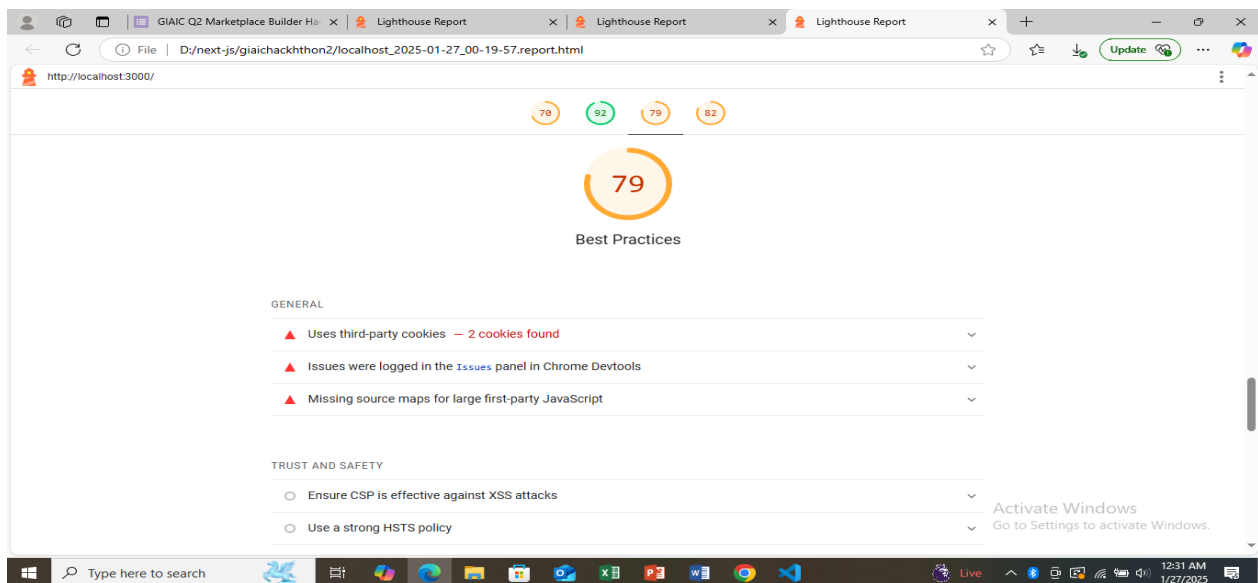 GIAIC Q2 Marketplace Builder Ha
Lighthouse Report
Lighthouse Report
Lighthouse Report
File
D:/next-js/giaichackhthon2/localhost_2025-01-27_00-19-57.report.html
Update
http://localhost:3000/
70
92
79
82
79
Best Practices
GENERAL
Uses third-party cookies — 2 cookies found
Issues were logged in the Issues panel in Chrome Devtools
Missing source maps for large first-party JavaScript
TRUST AND SAFETY
Ensure CSP is effective against XSS attacks
Use a strong HSTS policy
Activate Windows
Go to Settings to activate Windows.
Type here to search
Live
12:31 AM
1/27/2025